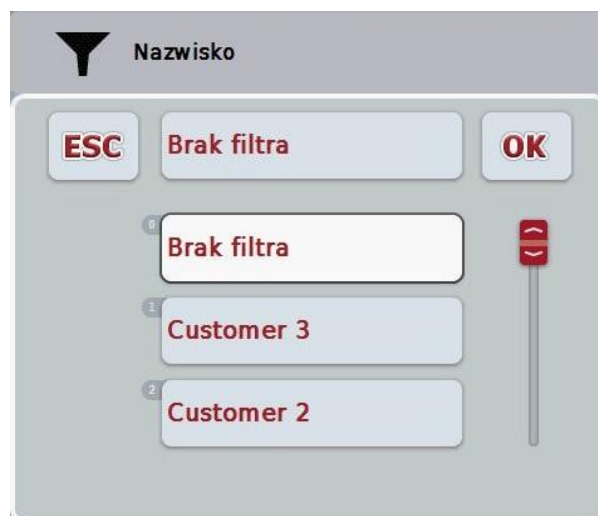 Nazwisko
ESC
Brak filtra
OK
0
Brak filtra
1
Customer 3
2
Customer 2